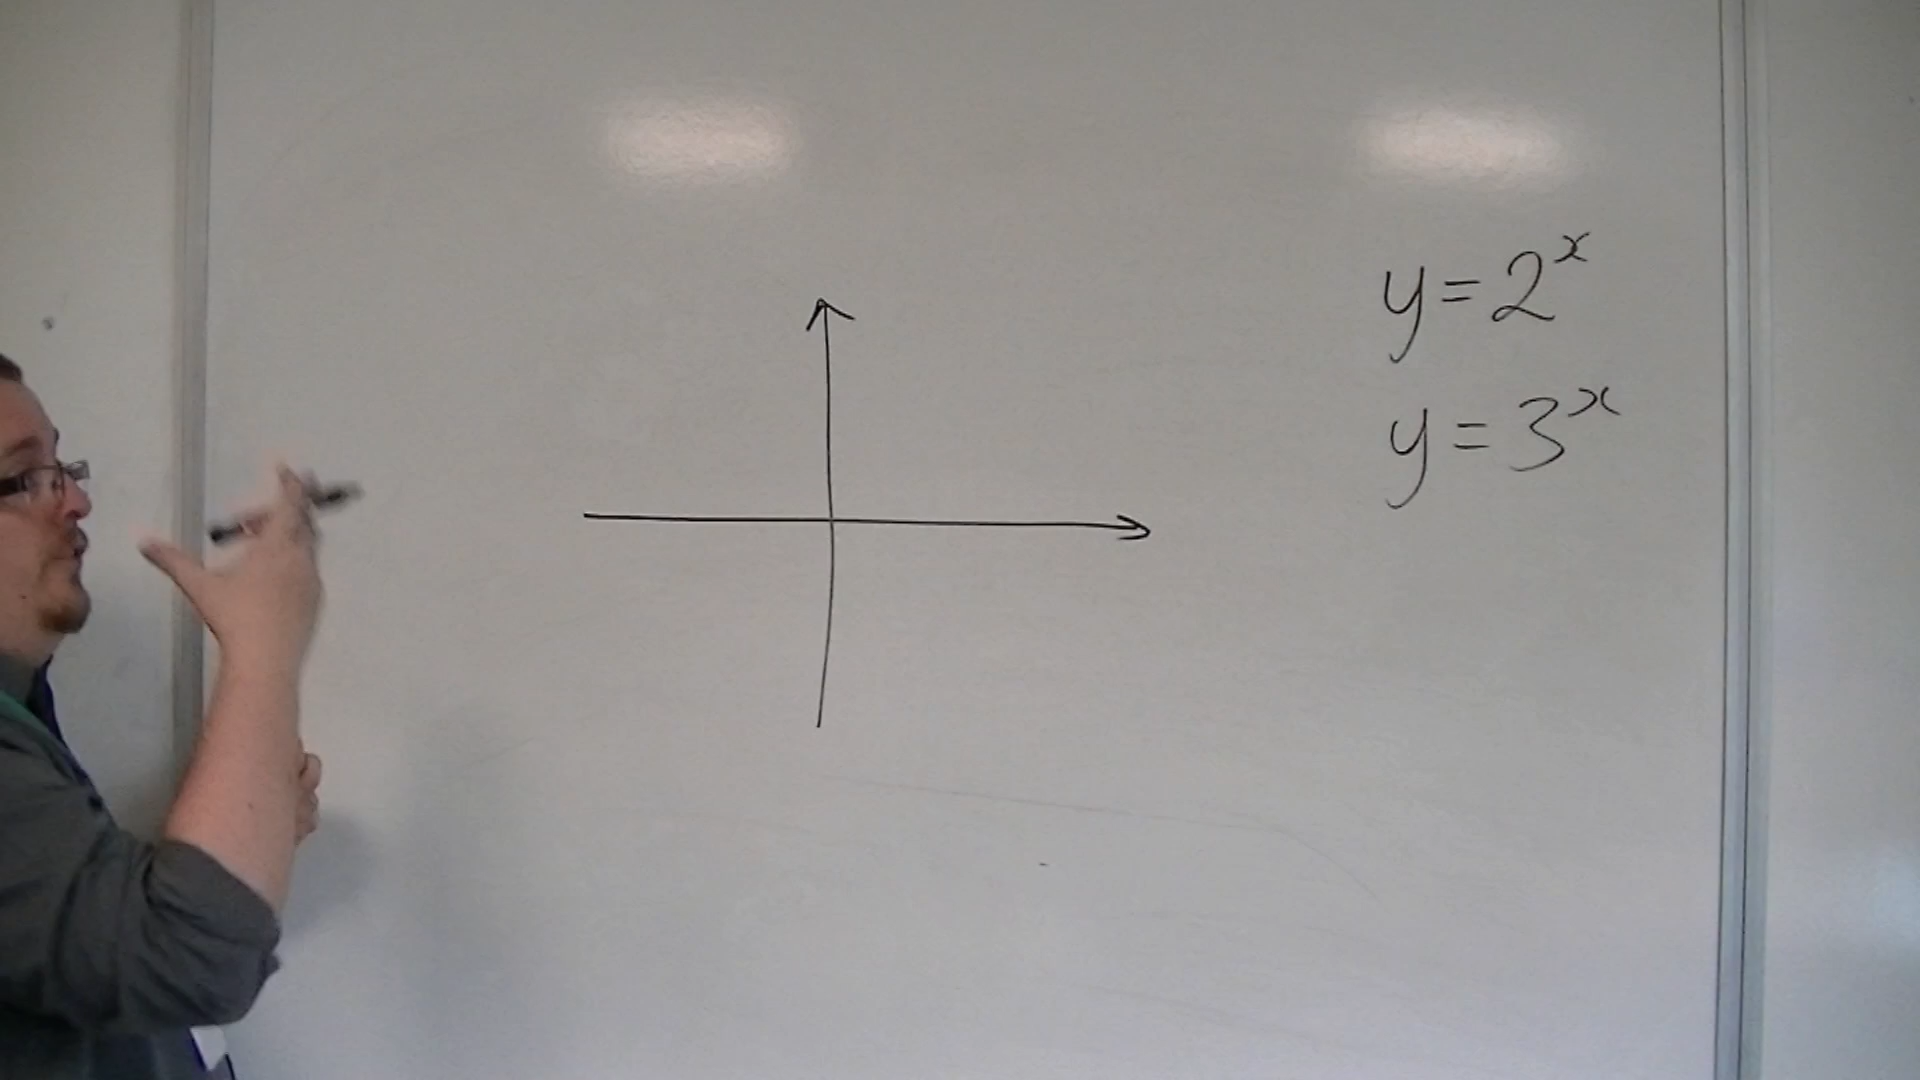 y = 2^x
y = 3^x